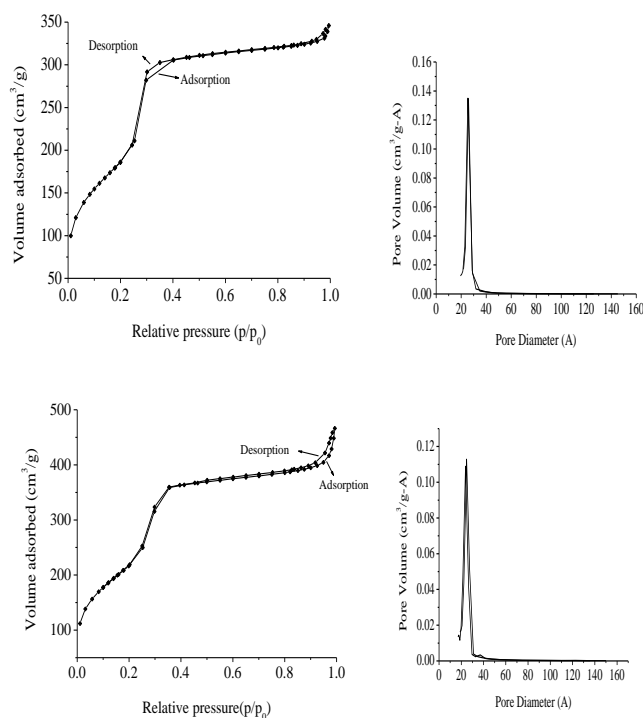 350
300
250
200
150
100
50
Volume adsorbed (cm³/g)
Desorption
Adsorption
0.0 0.2 0.4 0.6 0.8 1.0
Relative pressure (p/p₀)
0.16
0.14
0.12
0.10
0.08
0.06
0.04
0.02
0.00
Pore Volume (cm³/g-A)
0 20 40 60 80 100 120 140 160
Pore Diameter (A)
500
400
300
200
100
Volume adsorbed (cm³/g)
Desorption
Adsorption
0.0 0.2 0.4 0.6 0.8 1.0
Relative pressure(p/p₀)
0.12
0.10
0.08
0.06
0.04
0.02
0.00
Pore Volume (cm³/g-A)
0 20 40 60 80 100 120 140 160
Pore Diameter (A)